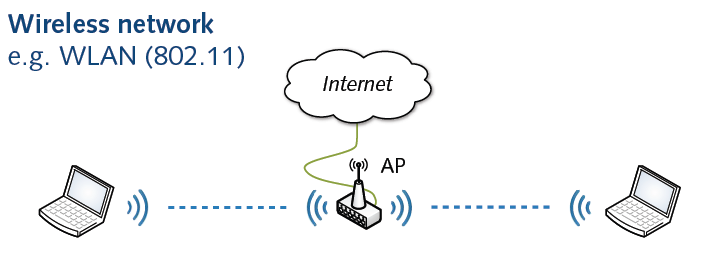 Wireless network
e.g. WLAN (802.11)
Internet
AP